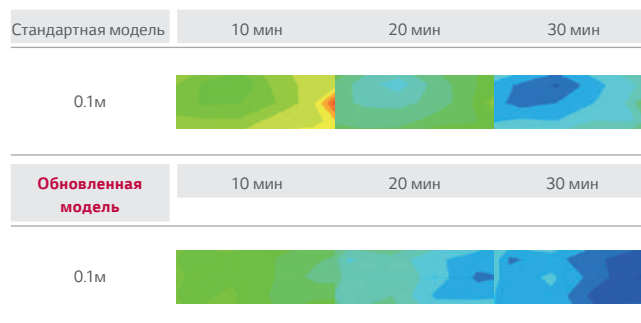 Стандартная модель 10 мин 20 мин 30 мин
0.1м
Обновленная
модель
10 мин 20 мин 30 мин
0.1м